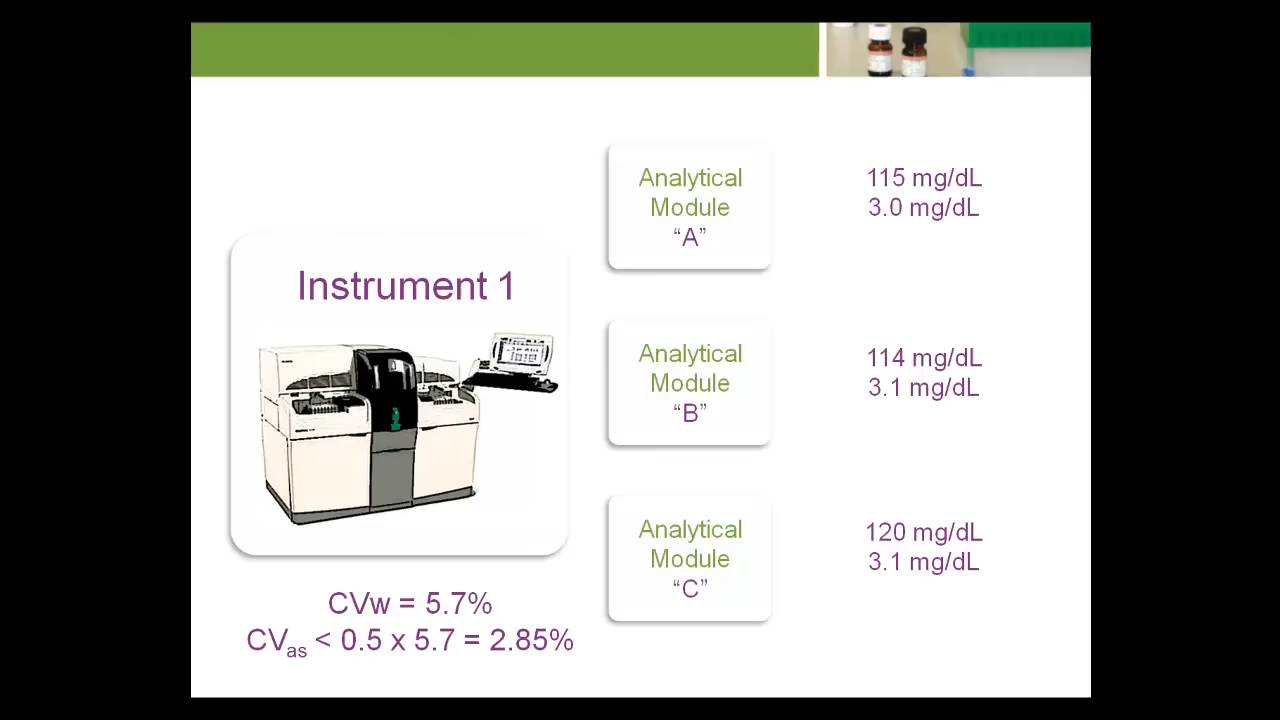 Analytical
Module
“A”
115 mg/dL
3.0 mg/dL
Instrument 1
Analytical
Module
“B”
114 mg/dL
3.1 mg/dL
Analytical
Module
“C”
120 mg/dL
3.1 mg/dL
CVw = 5.7%
CVas < 0.5 x 5.7 = 2.85%